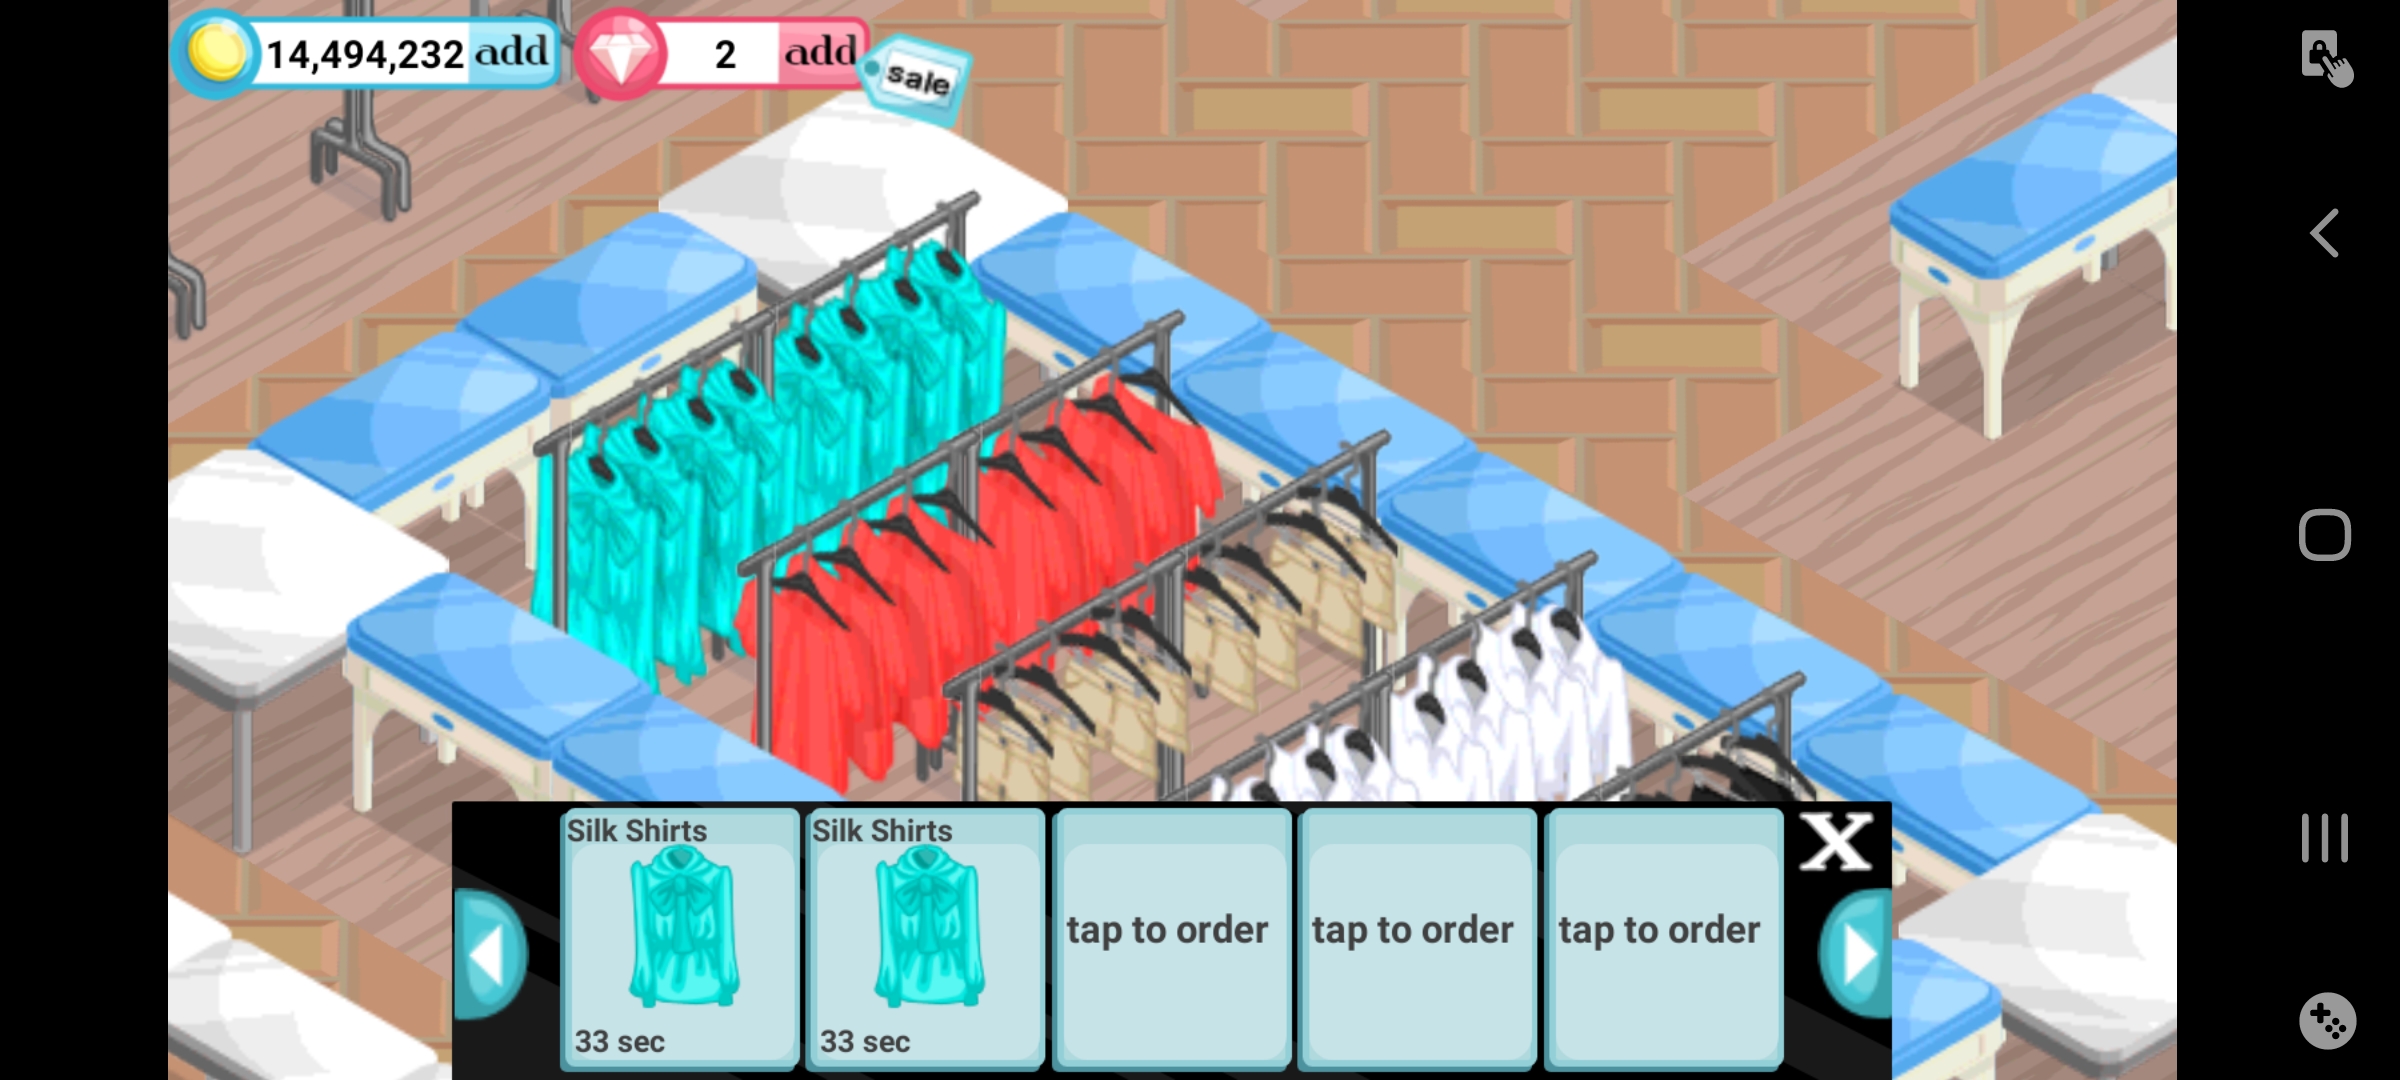 14,494,232 add
2 add
sale
Silk Shirts
33 sec
Silk Shirts
33 sec
tap to order
tap to order
tap to order
X